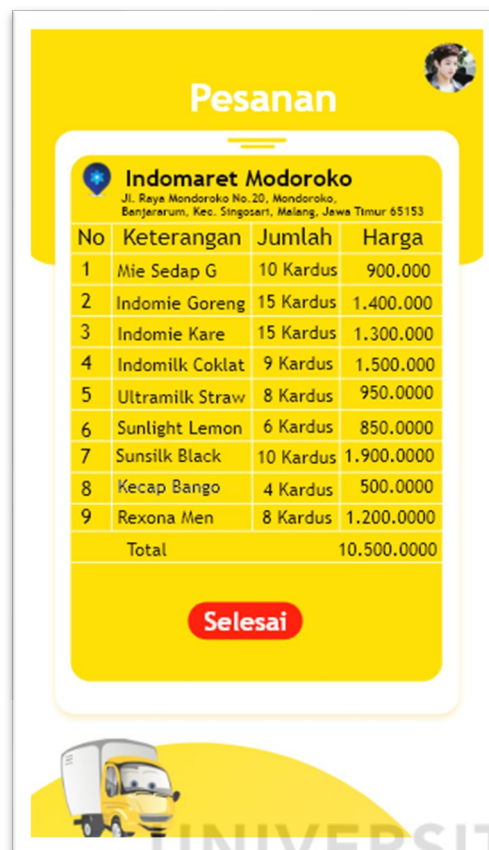 Pesanan
Indomaret Modoroko
Jl. Raya Mondoroko No.20, Mondoroko,
Banjararum, Kec. Singosari, Malang, Jawa Timur 65153
No Keterangan Jumlah Harga
1 Mie Sedap G 10 Kardus 900.000
2 Indomie Goreng 15 Kardus 1.400.000
3 Indomie Kare 15 Kardus 1.300.000
4 Indomilk Coklat 9 Kardus 1.500.000
5 Ultramilk Straw 8 Kardus 950.0000
6 Sunlight Lemon 6 Kardus 850.0000
7 Sunsilk Black 10 Kardus 1.900.0000
8 Kecap Bango 4 Kardus 500.0000
9 Rexona Men 8 Kardus 1.200.0000
Total 10.500.0000
Selesai